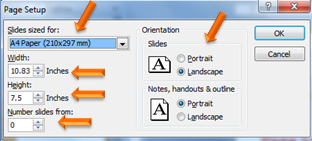 Page Setup
Slides sized for:
A4 Paper (210x297 mm)
Width:
10.83 Inches
Height:
7.5 Inches
Number slides from:
0
Orientation
Slides
A
Portrait
Landscape
Notes, handouts & outline
A
Portrait
Landscape
OK
Cancel